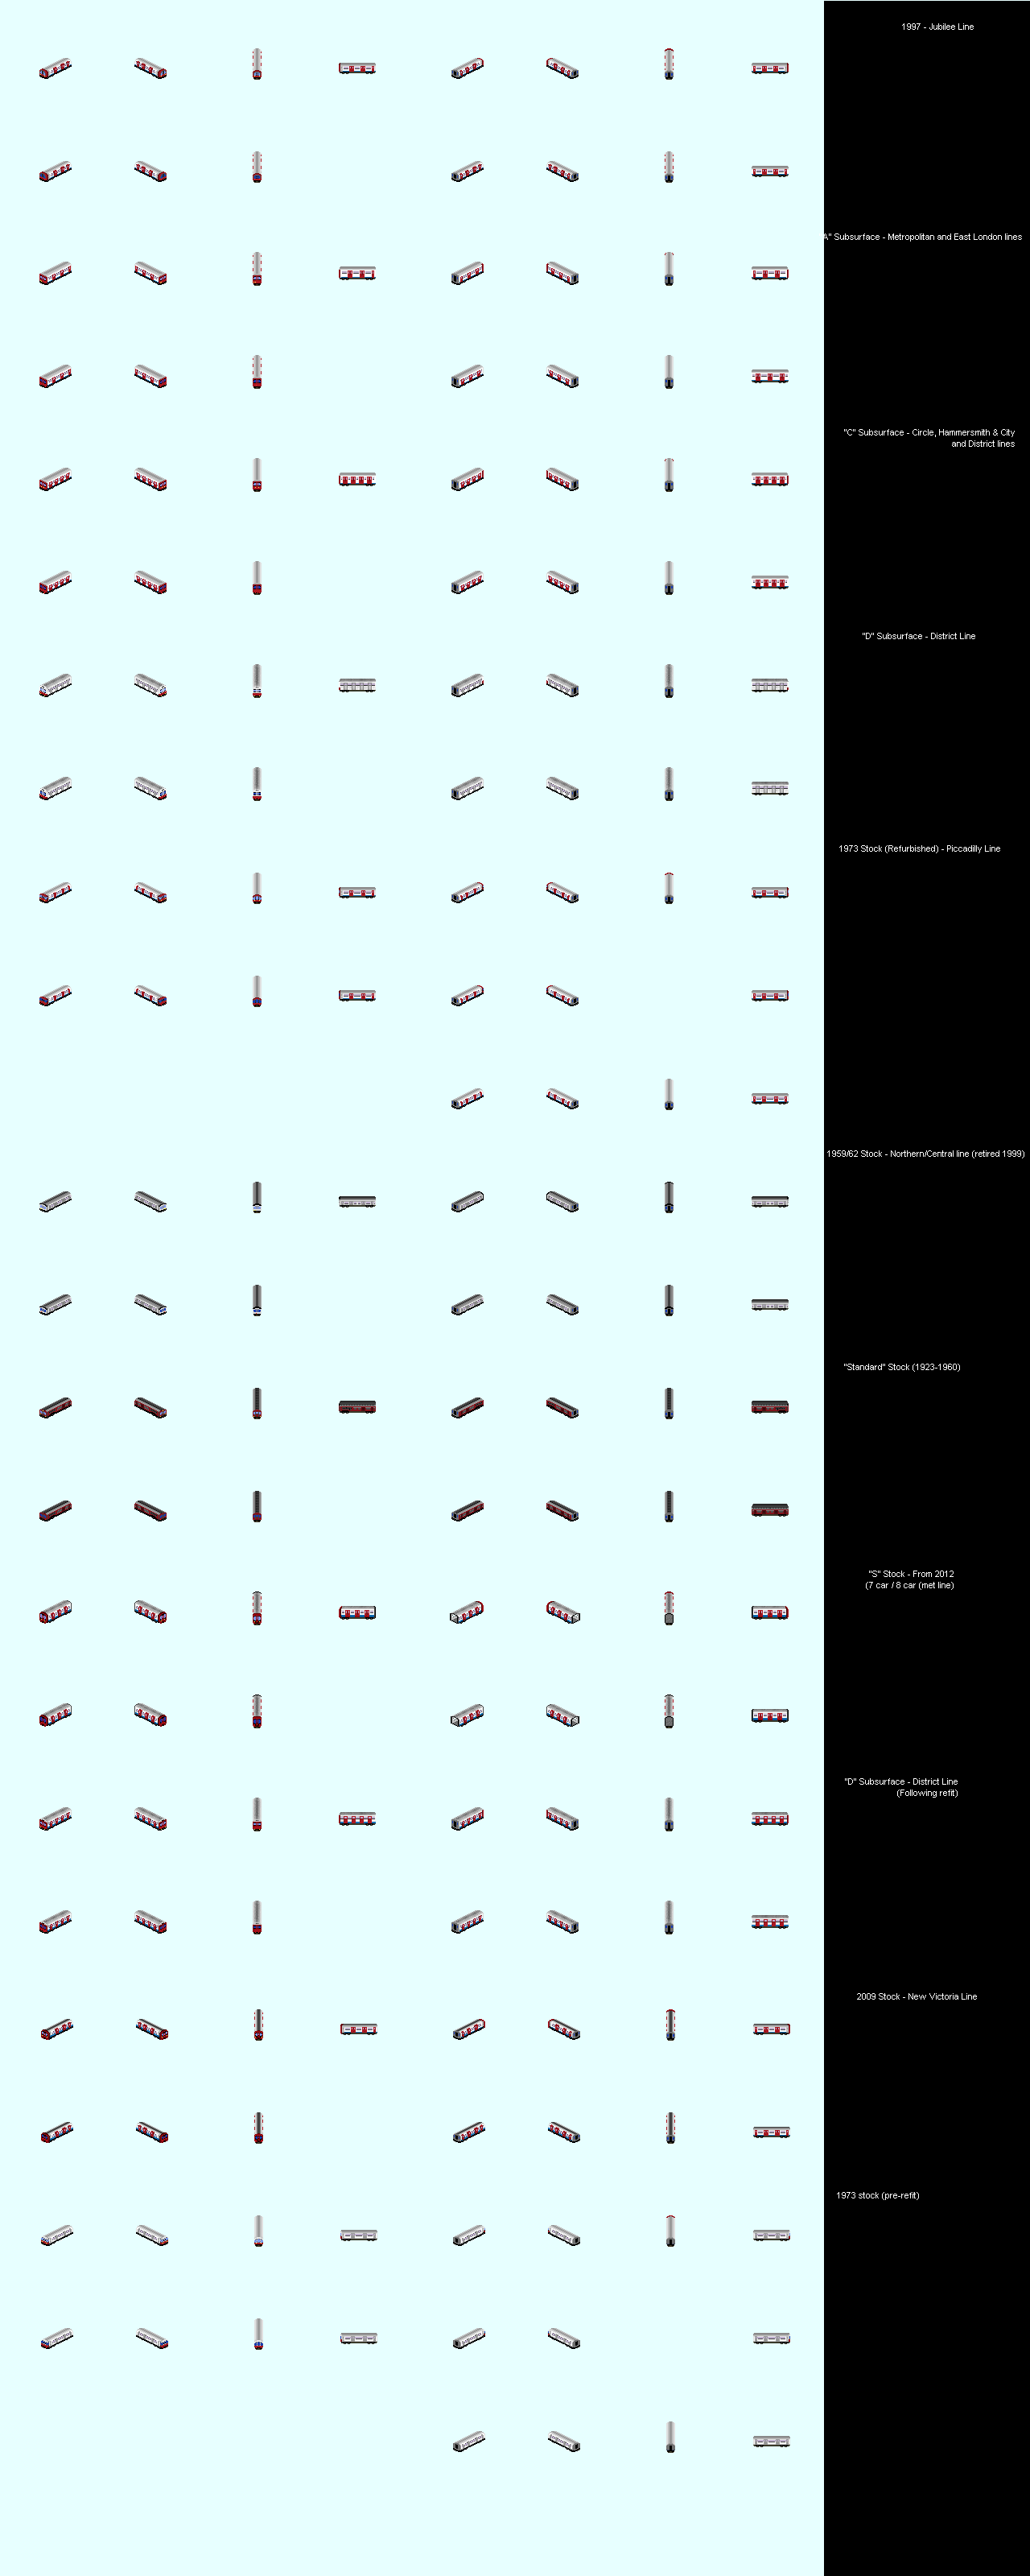 1997 - Jubilee Line
A" Subsurface - Metropolitan and East London lines
"C" Subsurface - Circle, Hammersmith & City
and District lines
"D" Subsurface - District Line
1973 Stock (Refurbished) - Piccadilly Line
1959/62 Stock - Northern/Central line (retired 1999)
"Standard" Stock (1923-1960)
"S" Stock - From 2012
(7 car / 8 car (met line)
"D" Subsurface - District Line
(Following refit)
2009 Stock - New Victoria Line
1973 stock (pre-refit)